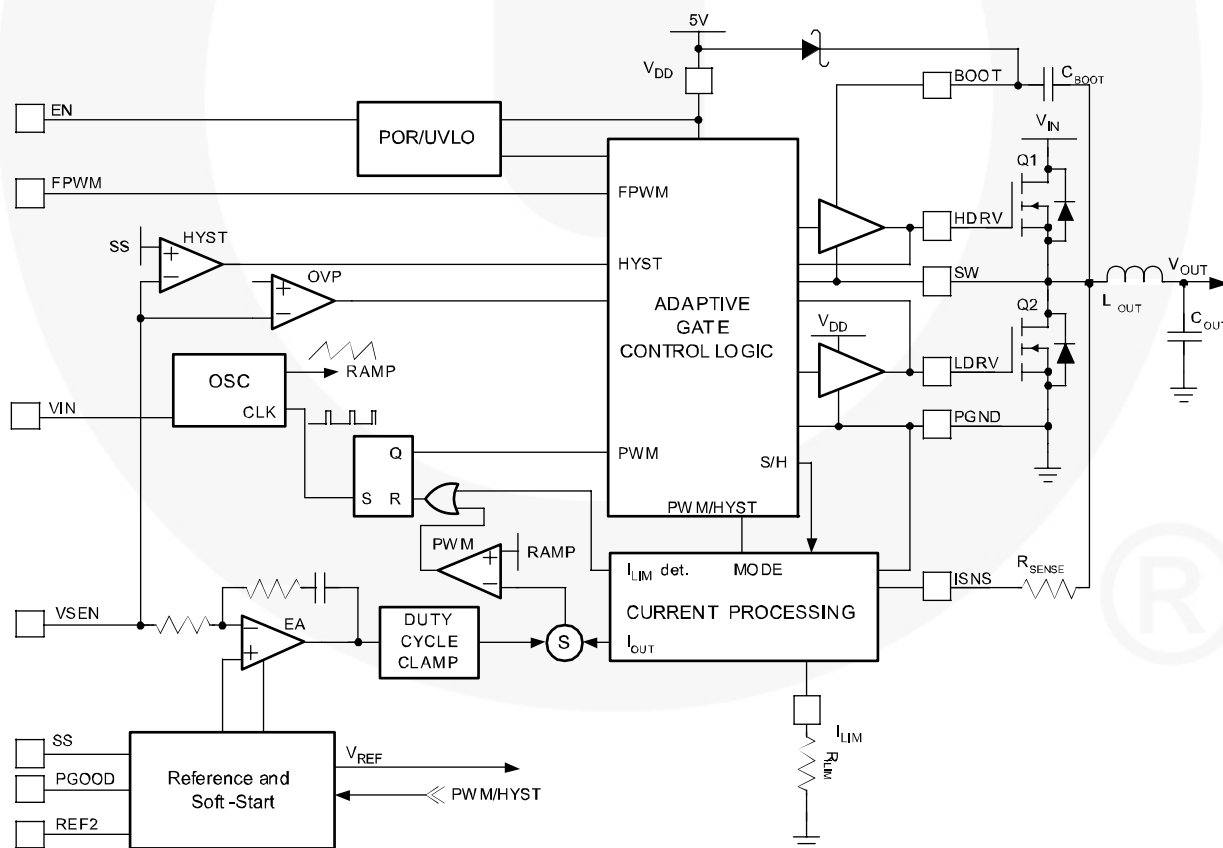 5V
VDD
BOOT
CBOOT
EN
POR/UVLO
VIN
Q1
FPWM
FPWM
HDRV
SS
HYST
HYST
OVP
SW
VOUT
LOUT
ADAPTIVE
GATE
CONTROL LOGIC
Q2
VDD
COUT
OSC
RAMP
LDRV
VIN
CLK
PGND
Q
PWM
S
R
S/H
PWM/HYST
PWM
RAMP
ILIM det.
MODE
ISNS
RSENSE
CURRENT PROCESSING
VSEN
EA
DUTY
CYCLE
CLAMP
S
IOUT
ILIM
RLIM
SS
VREF
PGOOD
Reference and
Soft-Start
PWM/HYST
REF2
®